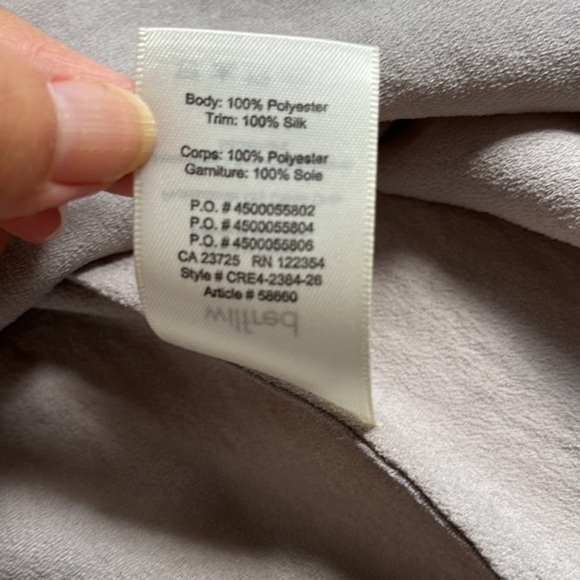 Body: 100% Polyester
Trim: 100% Silk
Corps: 100% Polyester
Garniture: 100% Soie
P.O. # 4500055802
P.O. # 4500055804
P.O. # 4500055806
CA 23725 RN 122354
Style # CRE4-2384-26
Article # 58660
wilfred